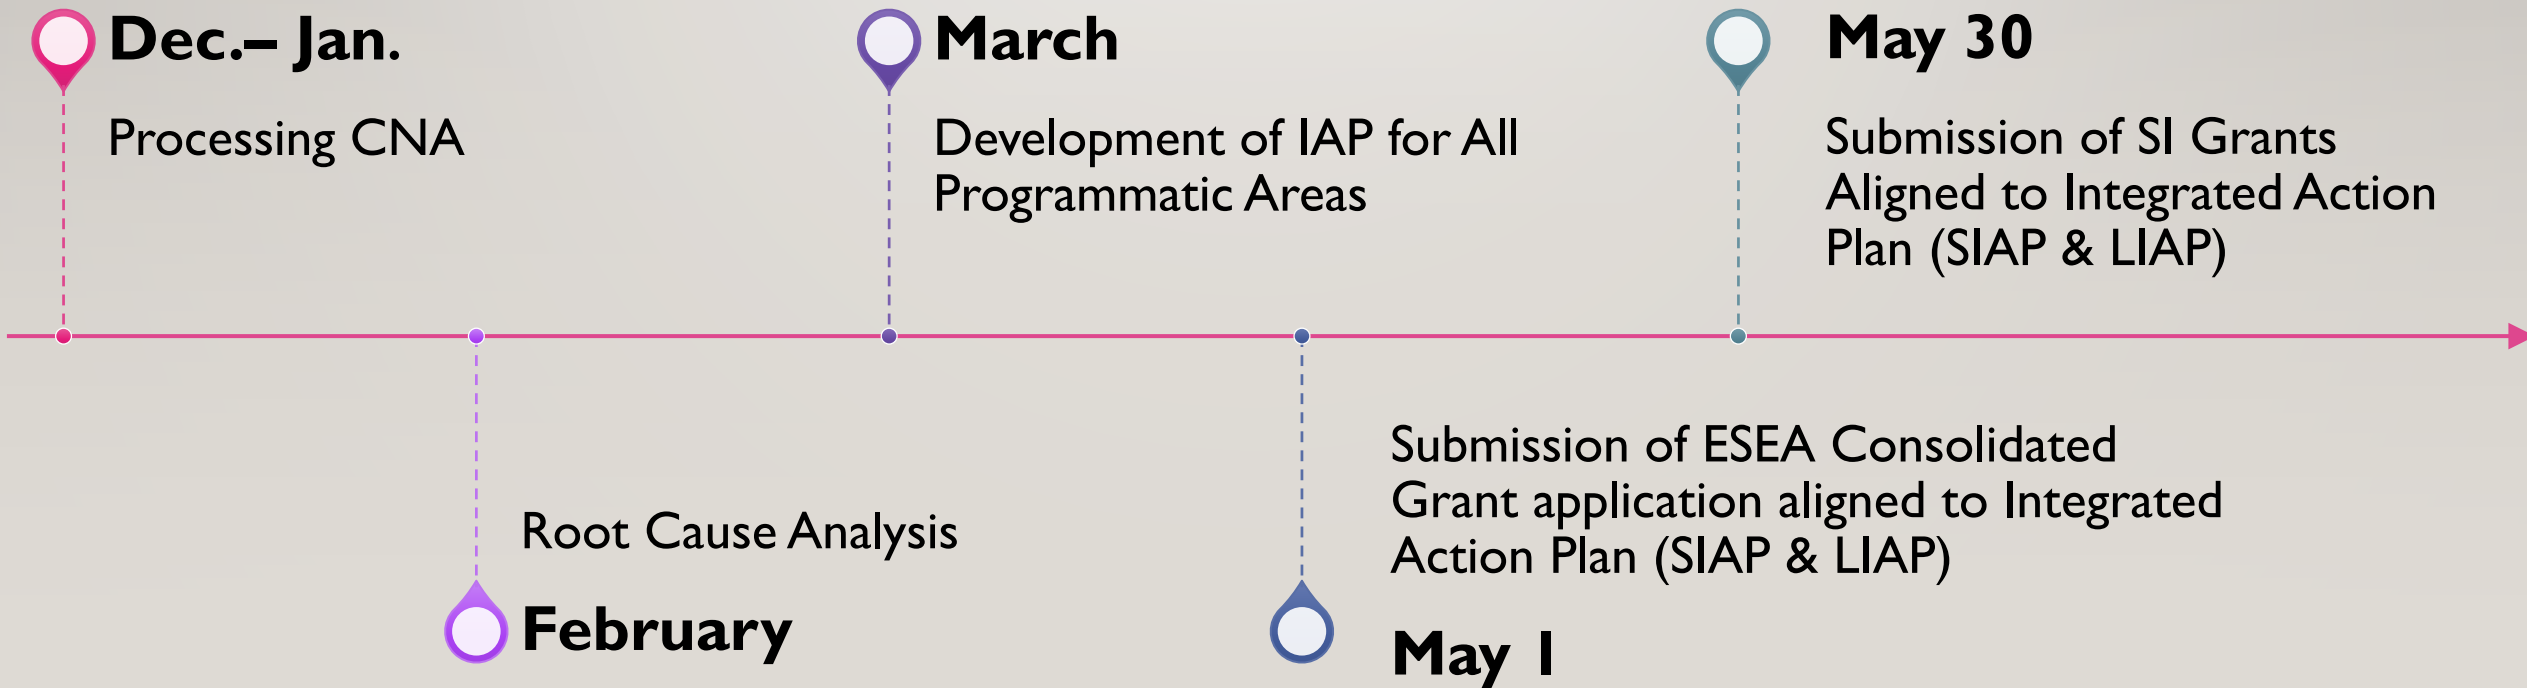 Dec.– Jan.
Processing CNA
March
Development of IAP for All
Programmatic Areas
May 30
Submission of SI Grants
Aligned to Integrated Action
Plan (SIAP & LIAP)
Root Cause Analysis
February
Submission of ESEA Consolidated
Grant application aligned to Integrated
Action Plan (SIAP & LIAP)
May 1